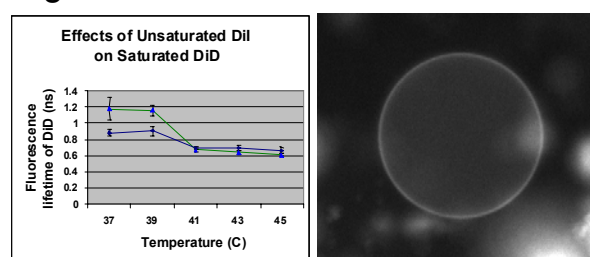 Effects of Unsaturated DiI
on Saturated DiD
Fluorescence
lifetime of DiD (ns)
1.4
1.2
1
0.8
0.6
0.4
0.2
0
37 39 41 43 45
Temperature (C)